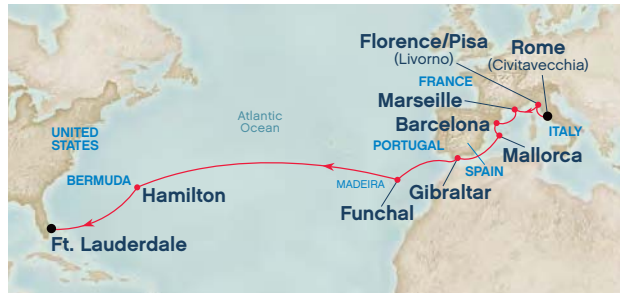 Florence/Pisa
(Livorno)
Rome
(Civitavecchia)
FRANCE
Marseille
Atlantic
Ocean
Barcelona
ITALY
UNITED
STATES
PORTUGAL
Mallorca
SPAIN
BERMUDA
MADEIRA
Hamilton
Gibraltar
Funchal
Ft. Lauderdale